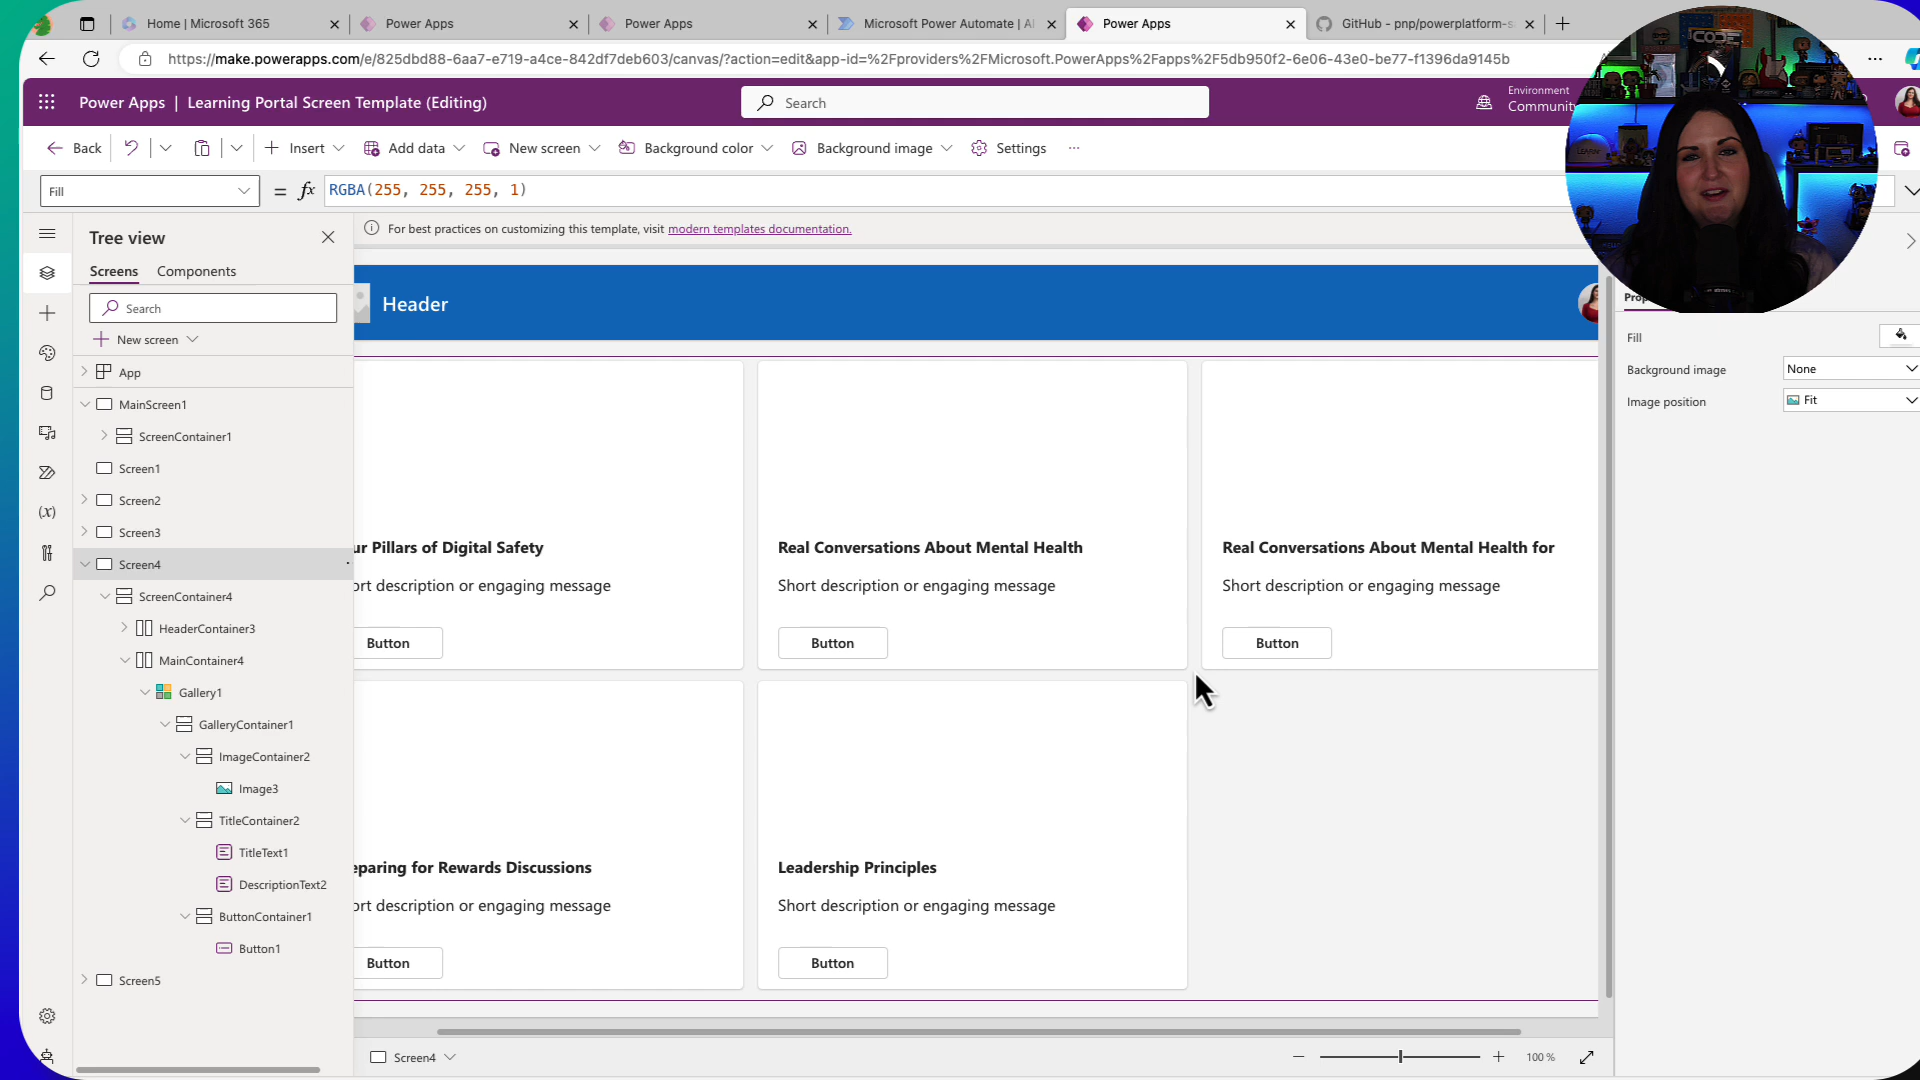 Home | Microsoft 365
Power Apps
Power Apps
Microsoft Power Automate | AI
Power Apps
GitHub - pnp/powerplatform-s
https://make.powerapps.com/e/825dbd88-6aa7-e719-a4ce-842df7deb603/canvas/?action=edit&app-id=%2Fproviders%2FMicrosoft.PowerApps%2Fapps%2F5db950f2-6e06-43e0-be77-f1396da9145b
Power Apps | Learning Portal Screen Template (Editing)
Search
Environment
Community
Back
Insert
Add data
New screen
Background color
Background image
Settings
Fill
= fx RGBA(255, 255, 255, 1)
Tree view
Screens
Components
Search
New screen
App
MainScreen1
ScreenContainer1
Screen1
Screen2
Screen3
Screen4
ScreenContainer4
HeaderContainer3
MainContainer4
Gallery1
GalleryContainer1
ImageContainer2
Image3
TitleContainer2
TitleText1
DescriptionText2
ButtonContainer1
Button1
Screen5
For best practices on customizing this template, visit modern templates documentation.
Header
ur Pillars of Digital Safety
ort description or engaging message
Button
Real Conversations About Mental Health
Short description or engaging message
Button
Real Conversations About Mental Health for
Short description or engaging message
Button
eparing for Rewards Discussions
ort description or engaging message
Button
Leadership Principles
Short description or engaging message
Button
Screen4
100 %
Prop
Fill
Background image
None
Image position
Fit
CODE
LEARN